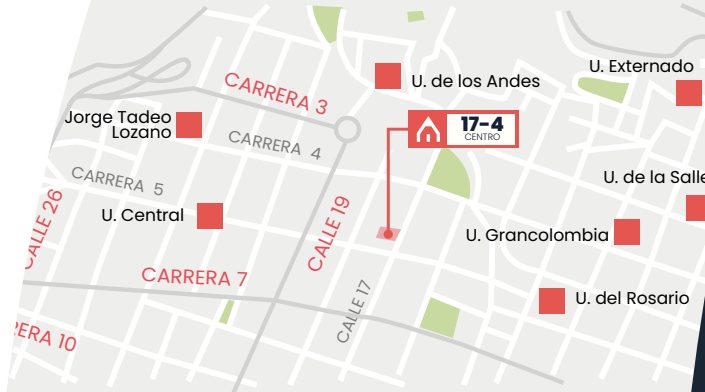 U. Externado
CARRERA 3
U. de los Andes
Jorge Tadeo
Lozano
17-4
CENTRO
CARRERA 4
CARRERA 5
U. de la Salle
CALLE 26
U. Central
CALLE 19
U. Grancolombia
CARRERA 7
U. del Rosario
CALLE 17
RERA 10